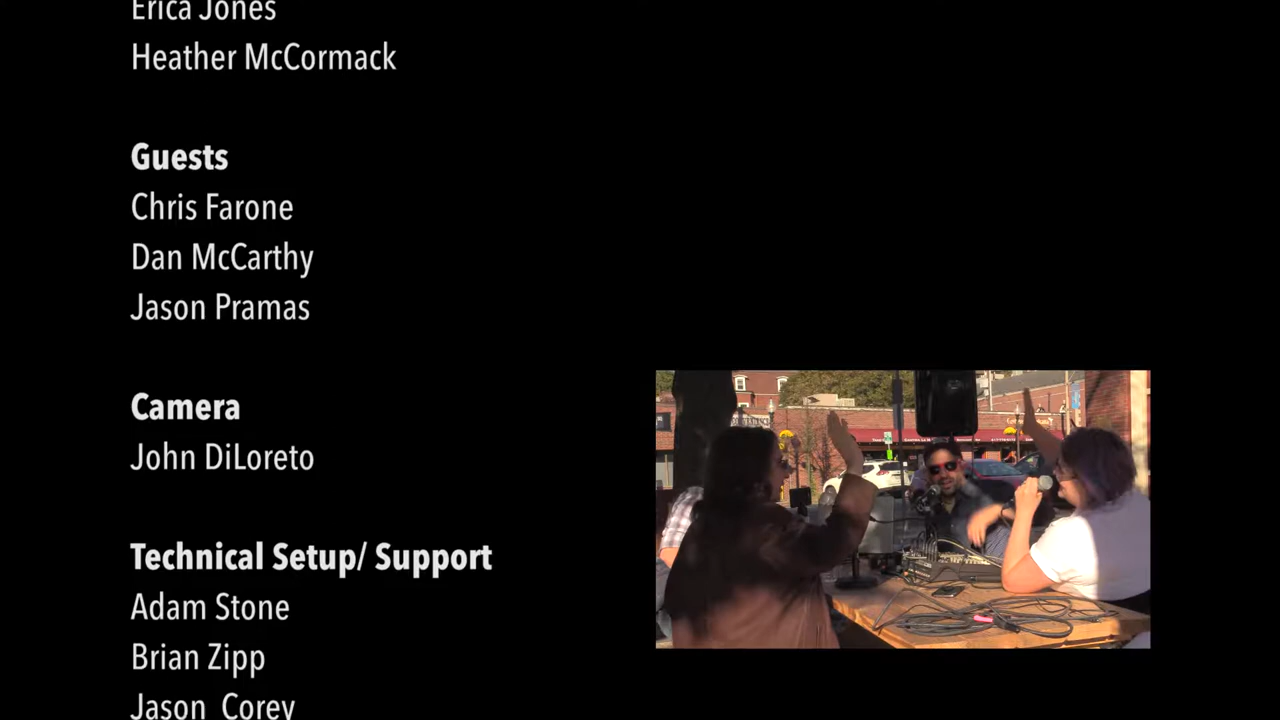 Erica Jones
Heather McCormack
Guests
Chris Farone
Dan McCarthy
Jason Pramas
Camera
John DiLoreto
Technical Setup/ Support
Adam Stone
Brian Zipp
Jason  Corey